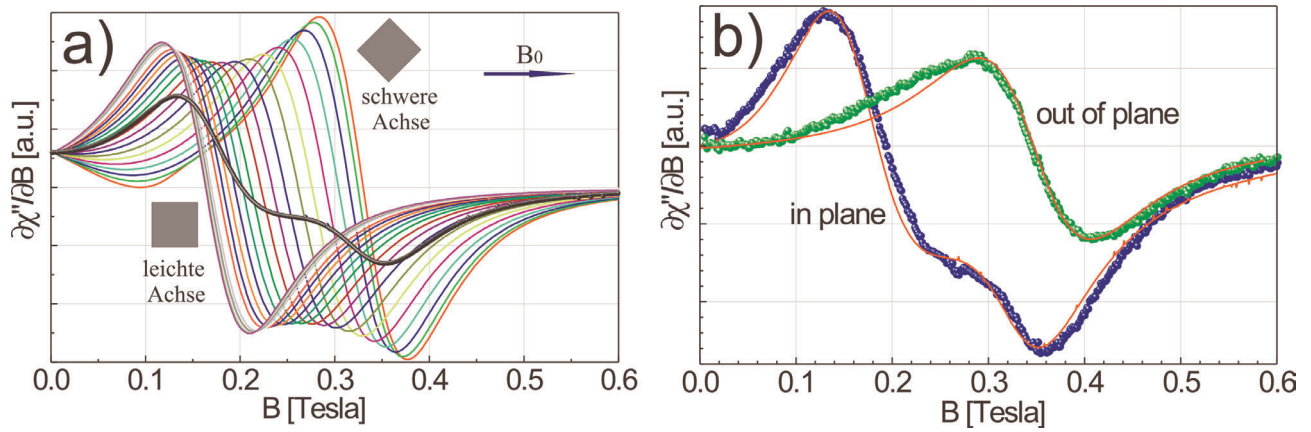 a)
schwere
Achse
B₀
leichte
Achse
∂χ''/∂B [a.u.]
0.0 0.1 0.2 0.3 0.4 0.5 0.6
B [Tesla]
b)
out of plane
in plane
∂χ''/∂B [a.u.]
0.0 0.1 0.2 0.3 0.4 0.5 0.6
B [Tesla]